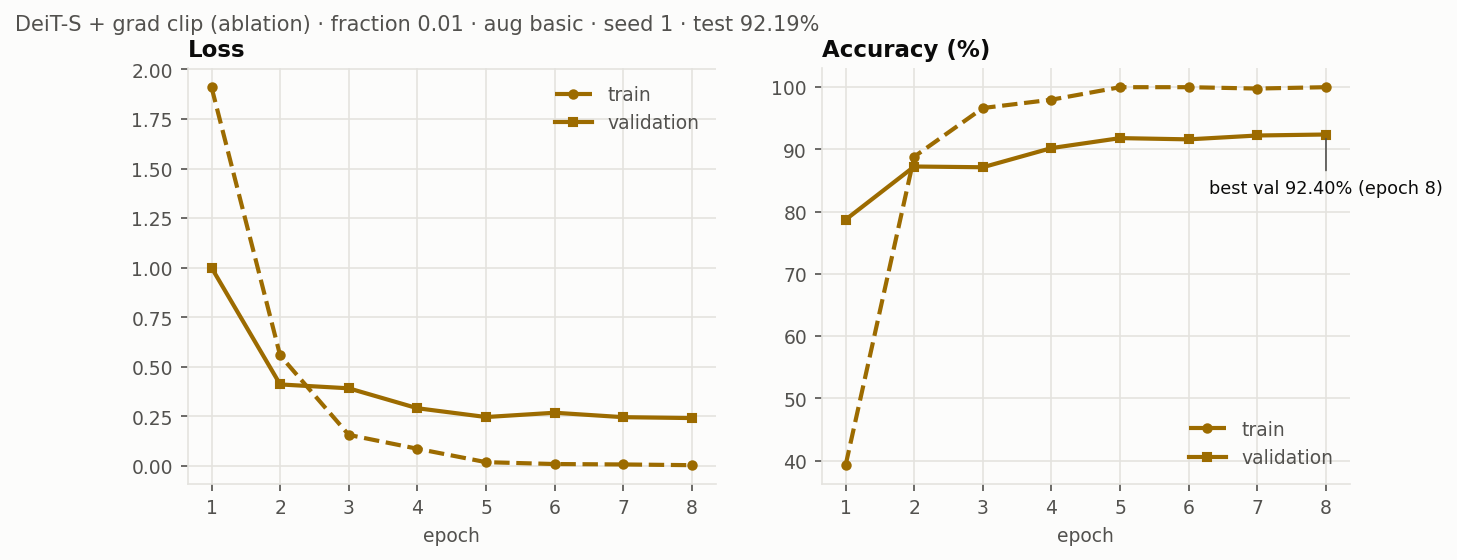 DeiT-S + grad clip (ablation) · fraction 0.01 · aug basic · seed 1 · test 92.19%
Loss
2.00
1.75
1.50
1.25
1.00
0.75
0.50
0.25
0.00
train
validation
1 2 3 4 5 6 7 8
epoch
Accuracy (%)
100
90
80
70
60
50
40
best val 92.40% (epoch 8)
train
validation
1 2 3 4 5 6 7 8
epoch